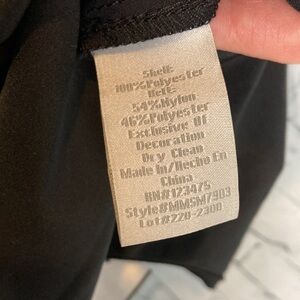 Shell:
100%Polyester
Belt:
54%Nylon
46%Polyester
Exclusive Of
Decoration
Dry Clean
Made In/Hecho En
China
RN#123475
Style#MMSM7903
Lot#220-2300